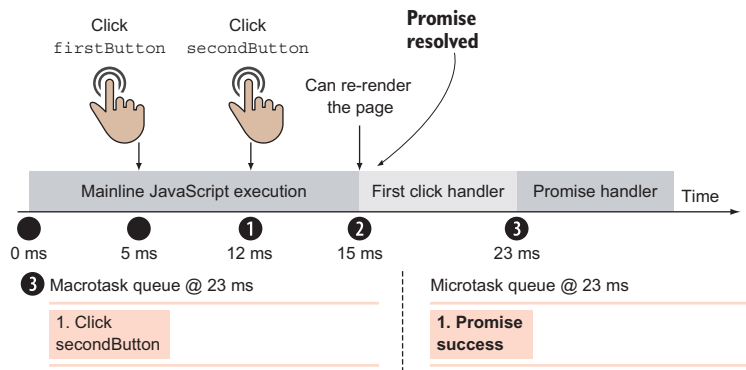 Click
firstButton
Click
secondButton
Promise
resolved
Can re-render
the page
Mainline JavaScript execution
First click handler
Promise handler
Time
1
2
3
0 ms
5 ms
12 ms
15 ms
23 ms
3 Macrotask queue @ 23 ms
1. Click
secondButton
Microtask queue @ 23 ms
1. Promise
success